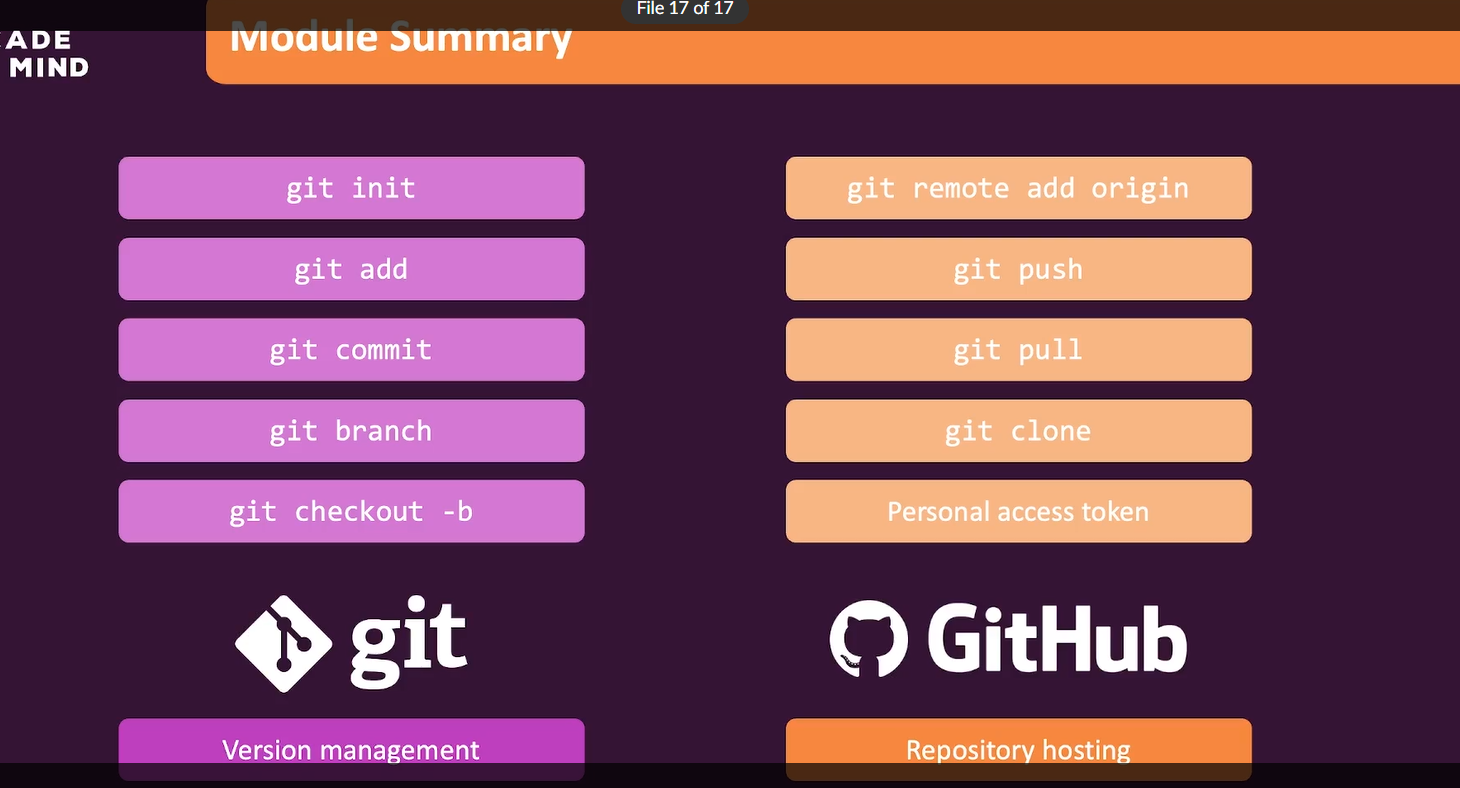 File 17 of 17
ADE
MIND
Module Summary
git init
git add
git commit
git branch
git checkout -b
git
Version management
git remote add origin
git push
git pull
git clone
Personal access token
GitHub
Repository hosting